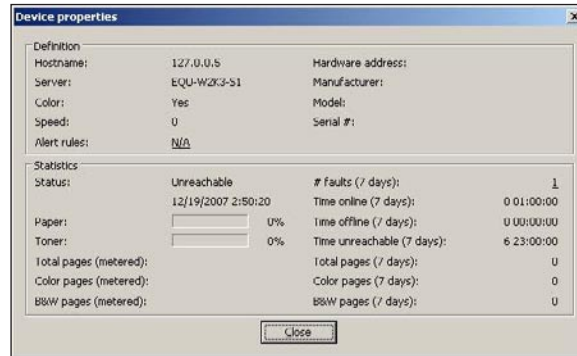 Device properties
Definition
Hostname: 127.0.0.5 Hardware address:
Server: EQU-W2K3-S1 Manufacturer:
Color: Yes Model:
Speed: 0 Serial #:
Alert rules: N/A
Statistics
Status: Unreachable # faults (7 days): 1
12/19/2007 2:50:20 Time online (7 days): 0 01:00:00
Paper: 0% Time offline (7 days): 0 00:00:00
Toner: 0% Time unreachable (7 days): 6 23:00:00
Total pages (metered): Total pages (7 days): 0
Color pages (metered): Color pages (7 days): 0
B&W pages (metered): B&W pages (7 days): 0
Close